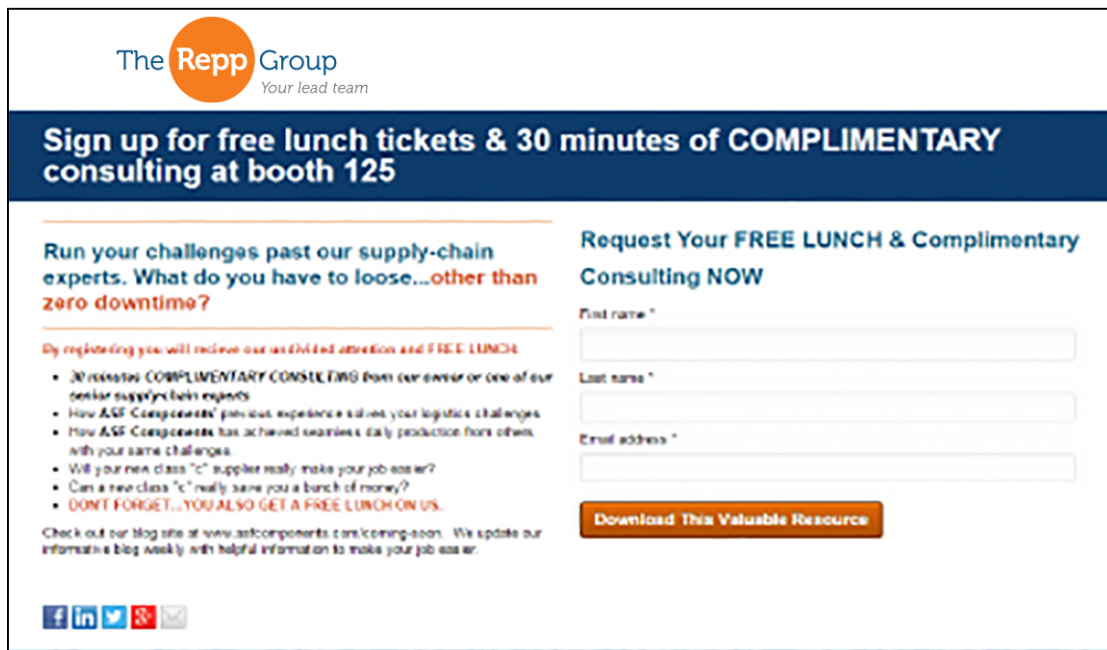 The Repp Group
Your lead team
Sign up for free lunch tickets & 30 minutes of COMPLIMENTARY
consulting at booth 125
Run your challenges past our supply-chain
experts. What do you have to loose...other than
zero downtime?
By registering you will recieve our undivided attention and FREE LUNCH:
• 30 minutes COMPLIMENTARY CONSULTING from our owner or one of our
senior supply-chain experts
• How ASF Components' previous experience solves your logistics challenges
• How ASF Components has achieved seamless daily production from others
with your same challenges.
• Will your new class "c" supplier really make your job easier?
• Can a new class "c" really save you a bunch of money?
• DON'T FORGET...YOU ALSO GET A FREE LUNCH ON US.
Check out our blog site at www.asfcomponents.com/coming-soon. We update our
informative blog weekly with helpful information to make your job easier.
Request Your FREE LUNCH & Complimentary
Consulting NOW
First name *
Last name *
Email address *
Download This Valuable Resource